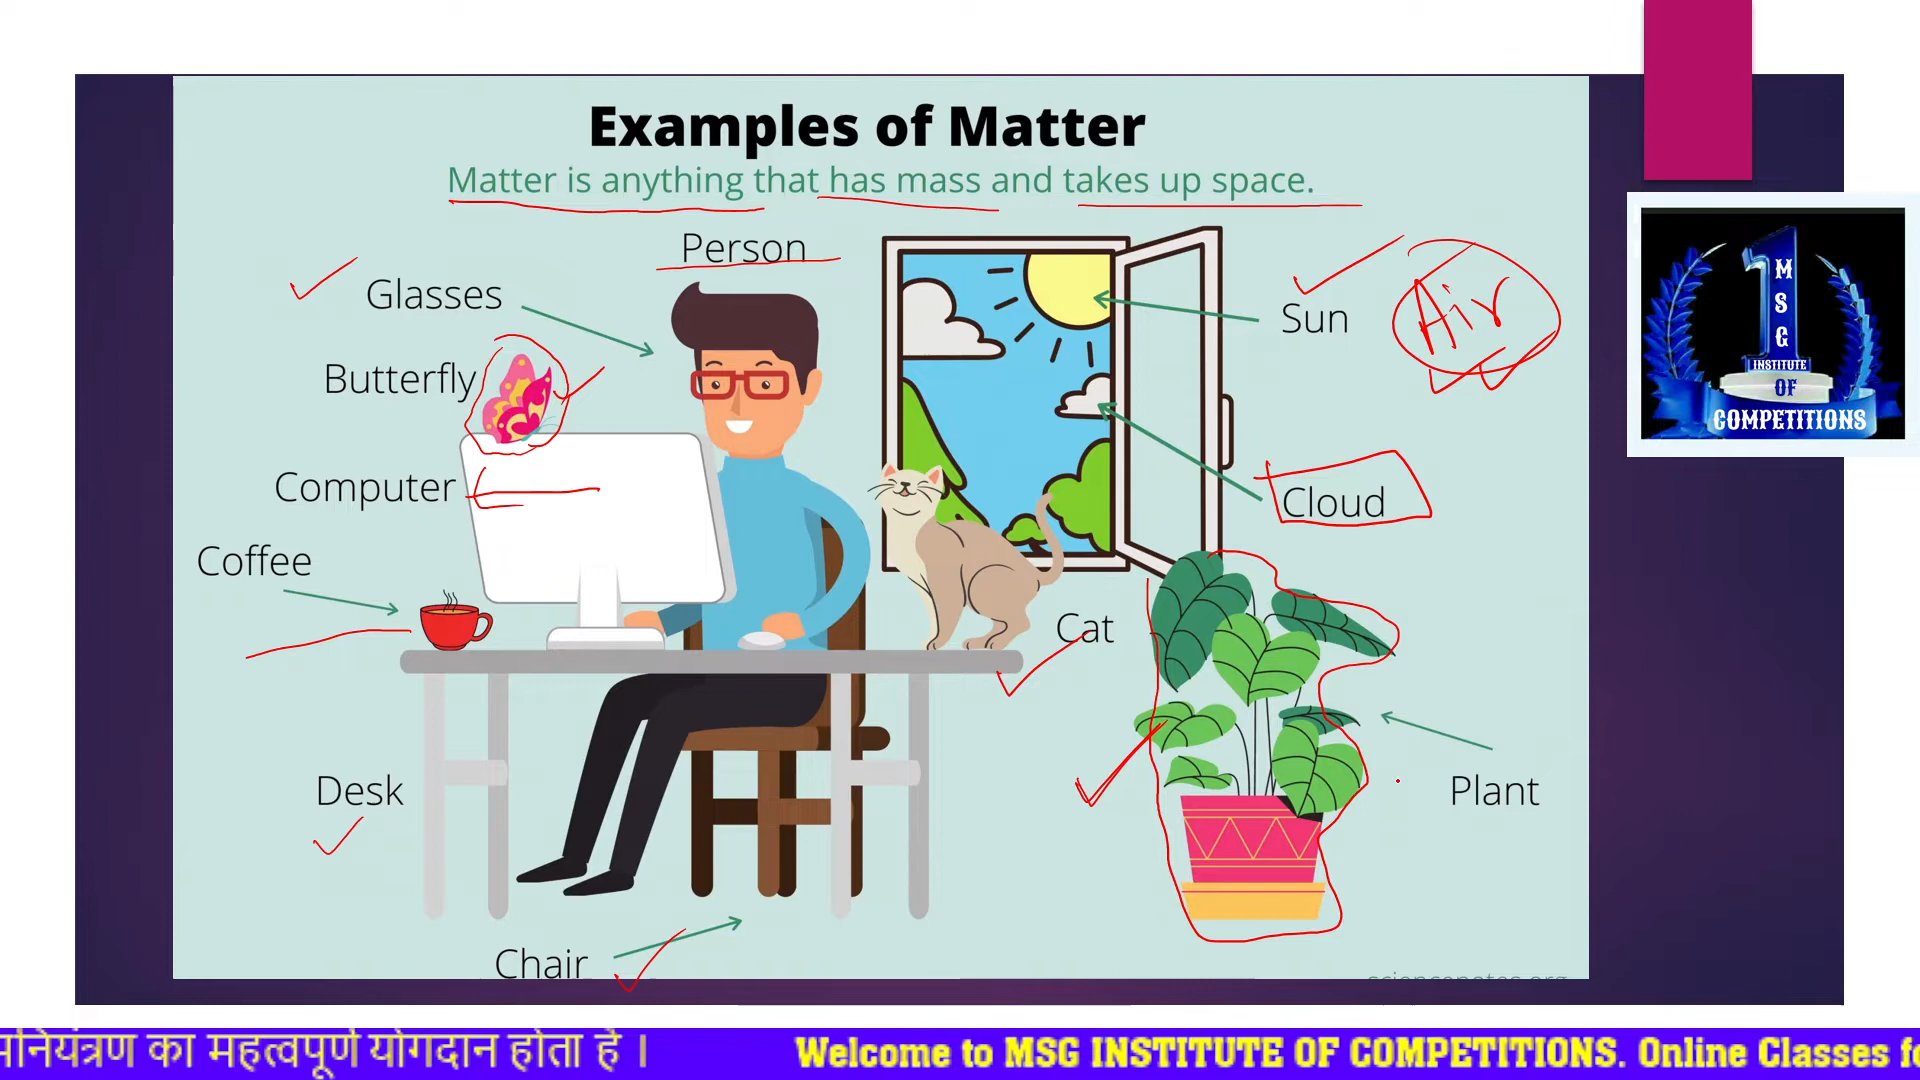 Examples of Matter
Matter is anything that has mass and takes up space.
Person
Glasses
Sun
Air
Butterfly
Computer
Cloud
Coffee
Cat
Desk
Plant
Chair
M
S
G
1
INSTITUTE
OF
COMPETITIONS
का महत्वपूर्ण योगदान होता है ।
Welcome to MSG INSTITUTE OF COMPETITIONS. Online Classes